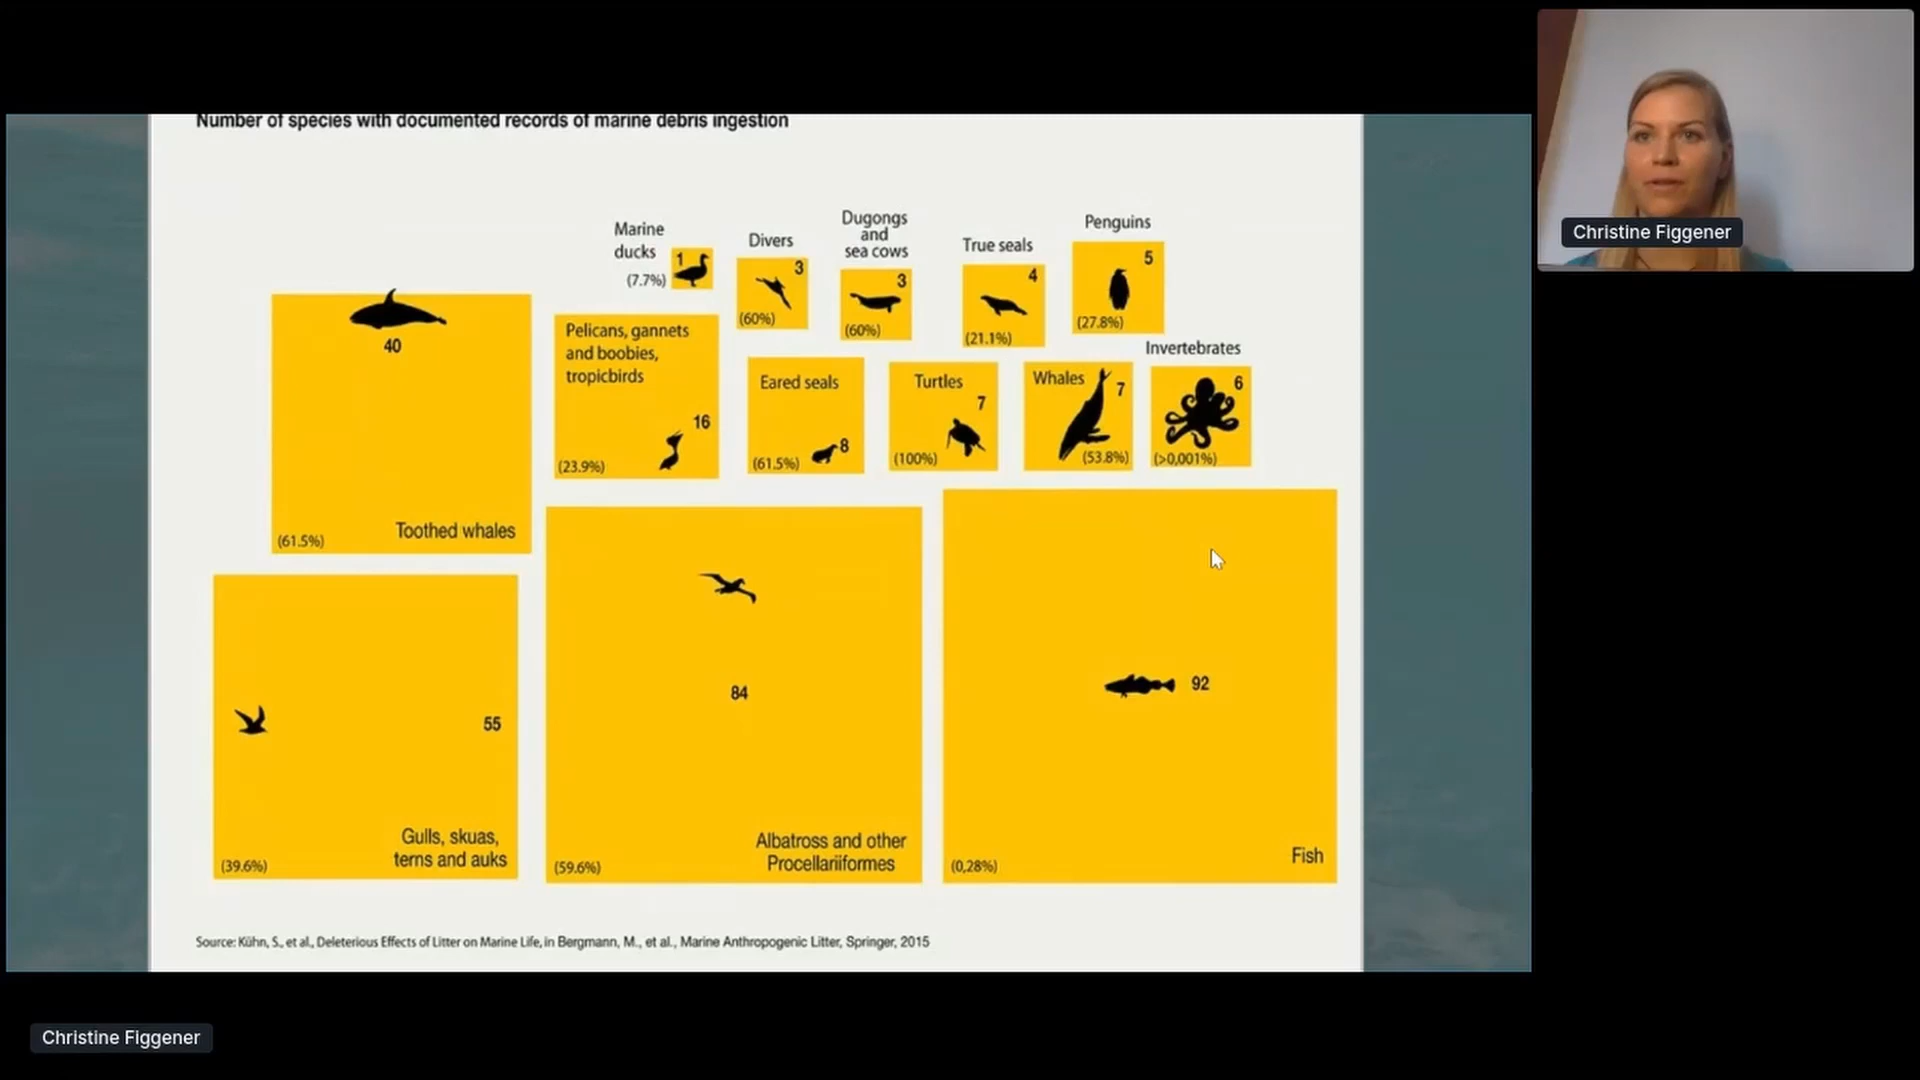 Number of species with documented records of marine debris ingestion
Marine
ducks
1
(7.7%)
Divers
3
(60%)
Dugongs
and
sea cows
3
(60%)
True seals
4
(21.1%)
Penguins
5
(27.8%)
40
(61.5%)
Toothed whales
Pelicans, gannets
and boobies,
tropicbirds
16
(23.9%)
Eared seals
8
(61.5%)
Turtles
7
(100%)
Whales
7
(53.8%)
Invertebrates
6
(>0,001%)
55
Gulls, skuas,
terns and auks
(39.6%)
84
Albatross and other
Procellariiformes
(59.6%)
92
Fish
(0,28%)
Source: Kühn, S., et al., Deleterious Effects of Litter on Marine Life, in Bergmann, M., et al., Marine Anthropogenic Litter, Springer, 2015
Christine Figgener
Christine Figgener